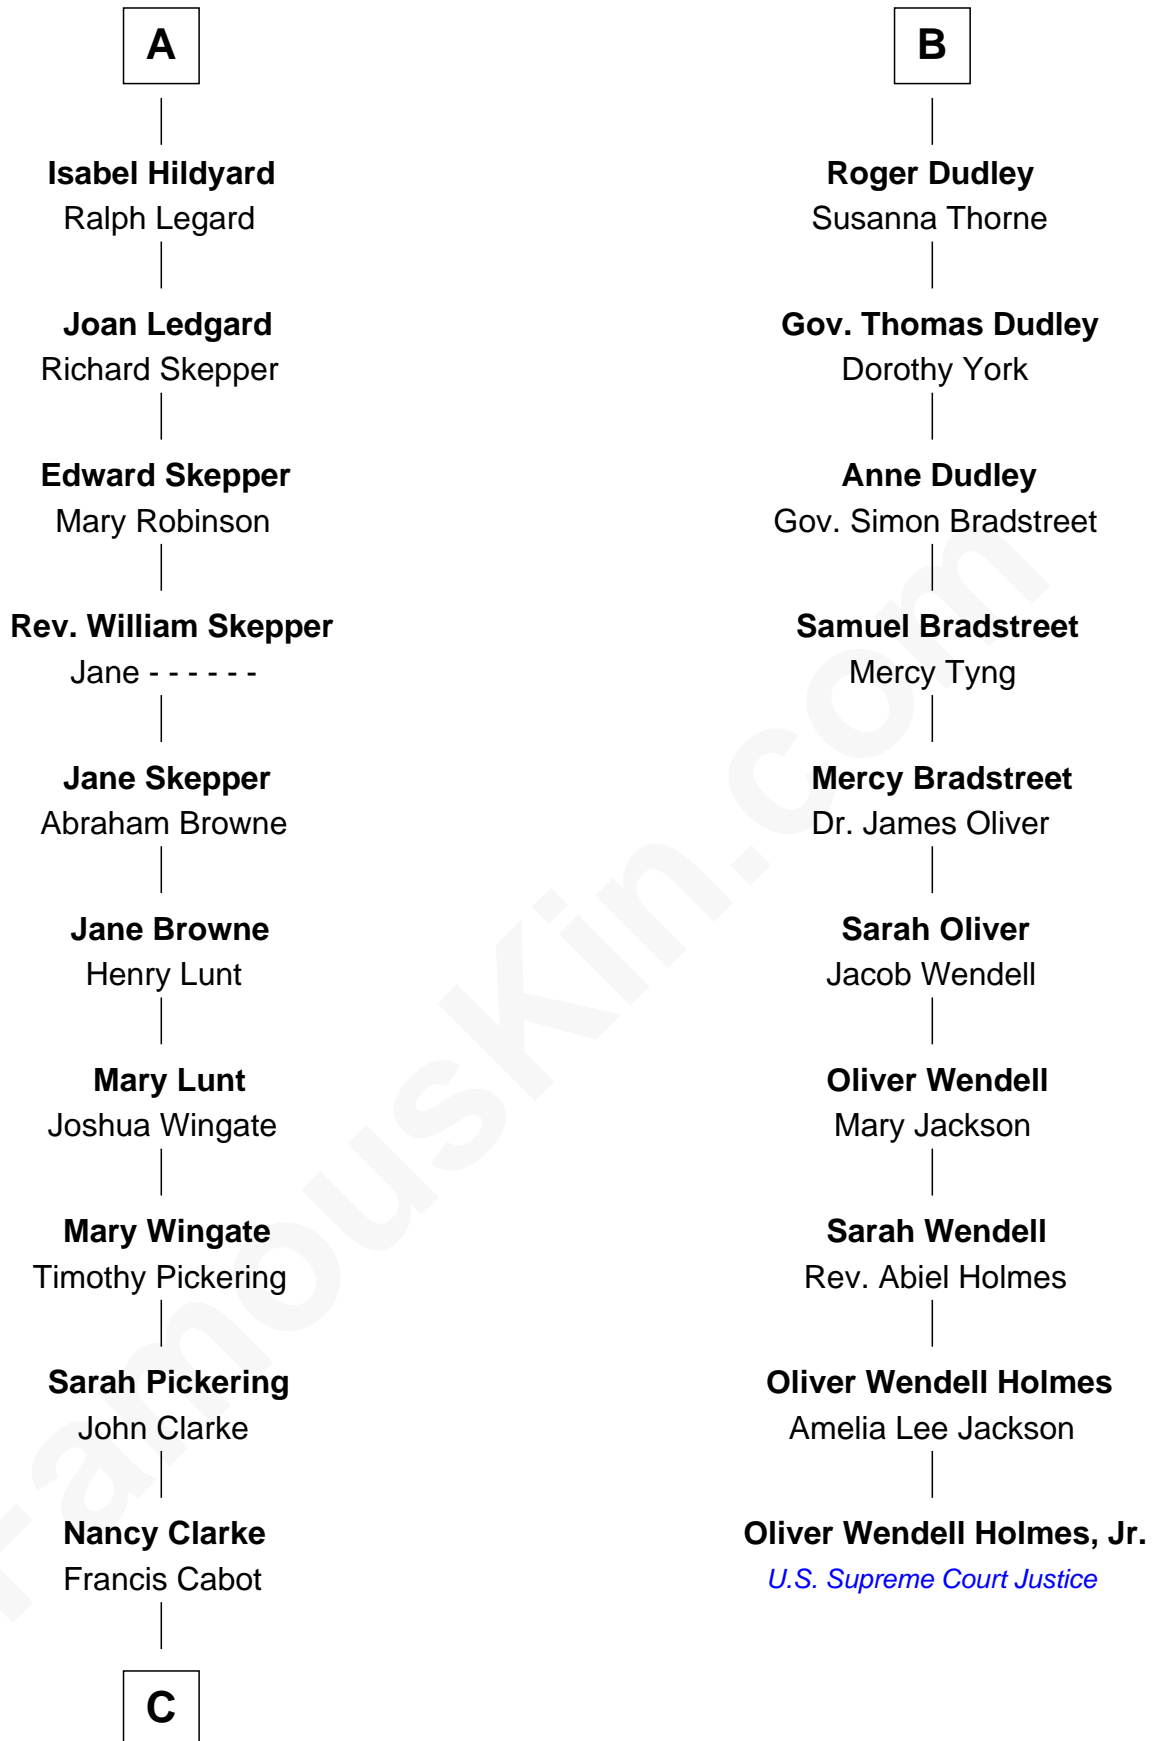 A
Isabel Hildyard
Ralph Legard
Joan Ledgard
Richard Skepper
Edward Skepper
Mary Robinson
Rev. William Skepper
Jane - - - - - -
Jane Skepper
Abraham Browne
Jane Browne
Henry Lunt
Mary Lunt
Joshua Wingate
Mary Wingate
Timothy Pickering
Sarah Pickering
John Clarke
Nancy Clarke
Francis Cabot
C
B
Roger Dudley
Susanna Thorne
Gov. Thomas Dudley
Dorothy York
Anne Dudley
Gov. Simon Bradstreet
Samuel Bradstreet
Mercy Tyng
Mercy Bradstreet
Dr. James Oliver
Sarah Oliver
Jacob Wendell
Oliver Wendell
Mary Jackson
Sarah Wendell
Rev. Abiel Holmes
Oliver Wendell Holmes
Amelia Lee Jackson
Oliver Wendell Holmes, Jr.
U.S. Supreme Court Justice
FamousKin.com